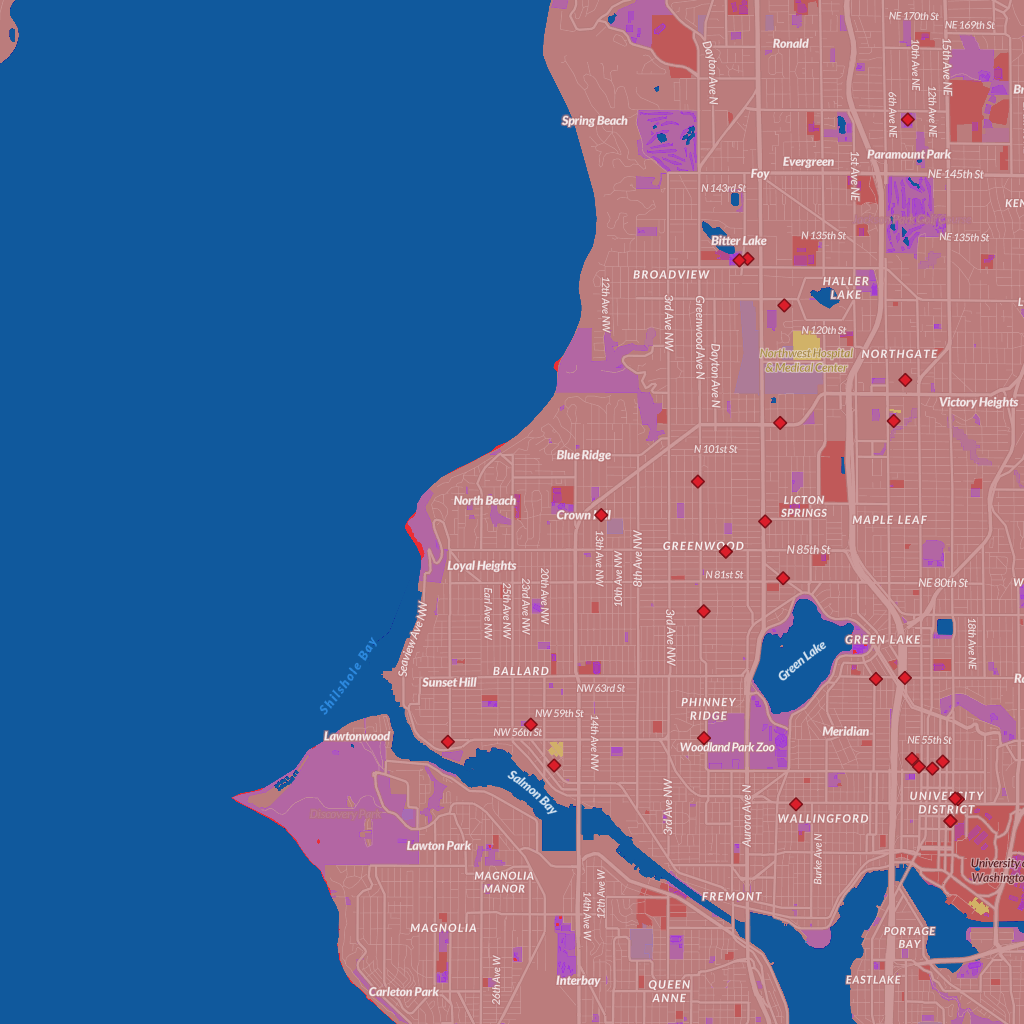 NE 170th St
NE 169th St
Ronald
Dayton Ave N
10th Ave NE
15th Ave NE
6th Ave NE
12th Ave NE
Spring Beach
Evergreen
Paramount Park
1st Ave NE
Foy
NE 145th St
N 143rd St
Bitter Lake
N 135th St
NE 135th St
BROADVIEW
HALLER
LAKE
12th Ave NW
3rd Ave NW
Greenwood Ave N
Dayton Ave N
N 120th St
Northwest Hospital
& Medical Center
NORTHGATE
Victory Heights
N 101st St
Blue Ridge
North Beach
LICTON
SPRINGS
MAPLE LEAF
GREENWOOD
N 85th St
13th Ave NW
10th Ave NW
8th Ave NW
Loyal Heights
N 81st St
NE 80th St
Earl Ave NW
25th Ave NW
23rd Ave NW
20th Ave NW
Seaview Ave NW
3rd Ave NW
18th Ave NE
GREEN LAKE
Green Lake
Shilshole Bay
BALLARD
Sunset Hill
NW 63rd St
PHINNEY
RIDGE
NW 59th St
NW 56th St
14th Ave NW
Lawtonwood
Meridian
NE 55th St
Woodland Park Zoo
Salmon Bay
3rd Ave NW
Aurora Ave N
UNIVERSITY
DISTRICT
WALLINGFORD
Discovery Park
Burke Ave N
Lawton Park
University of
Washington
MAGNOLIA
MANOR
14th Ave W
12th Ave W
FREMONT
MAGNOLIA
PORTAGE
BAY
26th Ave W
Interbay
QUEEN
ANNE
EASTLAKE
Carleton Park